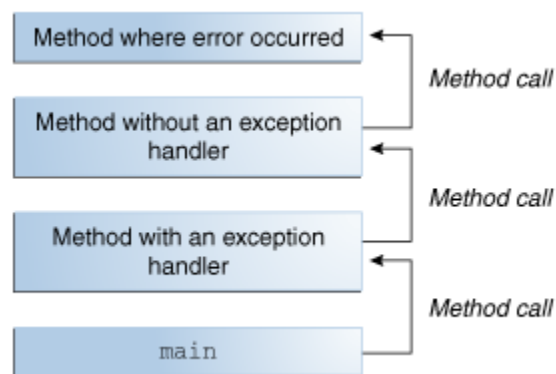 Method where error occurred
Method call
Method without an exception
handler
Method call
Method with an exception
handler
Method call
main